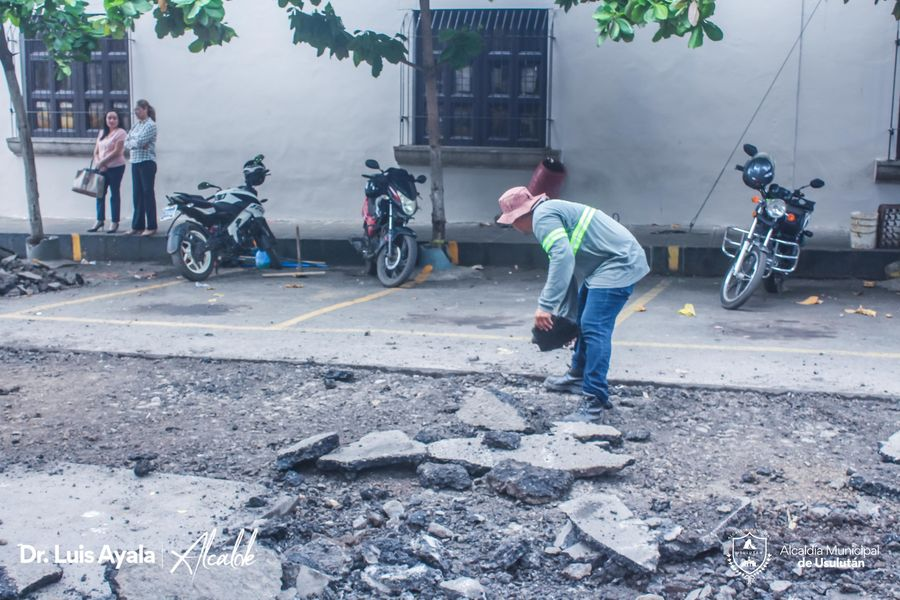 Dr. Luis Ayala | Alcalde
Alcaldía Municipal
de Usulután